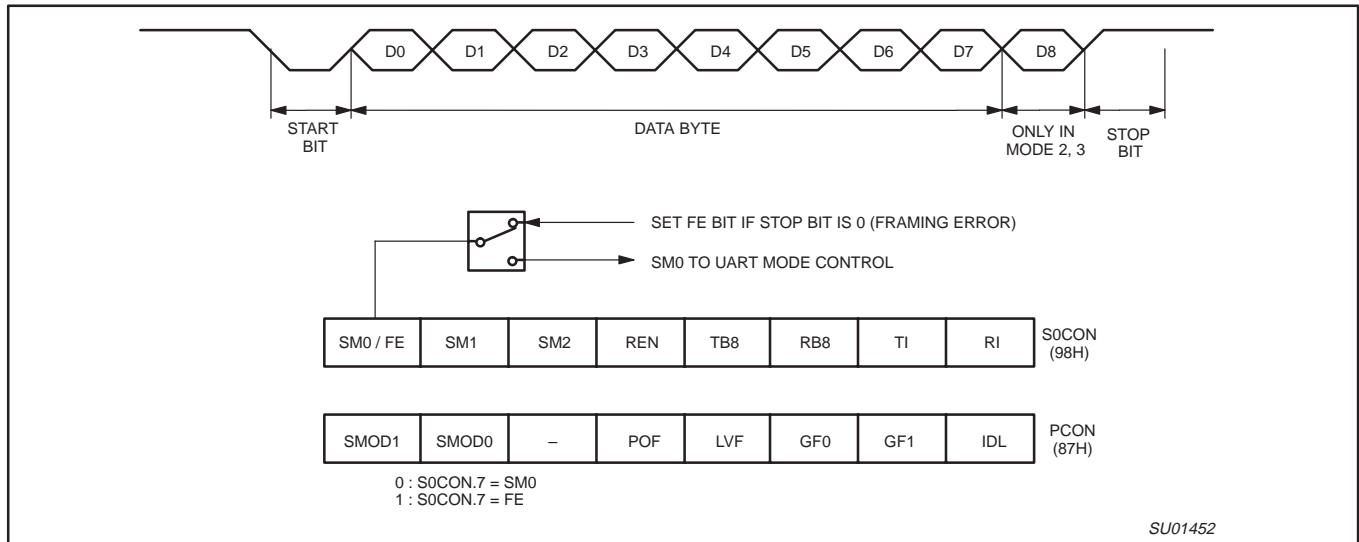 D0 D1 D2 D3 D4 D5 D6 D7 D8
START
BIT
DATA BYTE
ONLY IN
MODE 2, 3
STOP
BIT
SET FE BIT IF STOP BIT IS 0 (FRAMING ERROR)
SM0 TO UART MODE CONTROL
SM0 / FE SM1 SM2 REN TB8 RB8 TI RI
S0CON
(98H)
SMOD1 SMOD0 – POF LVF GF0 GF1 IDL
PCON
(87H)
0 : S0CON.7 = SM0
1 : S0CON.7 = FE
SU01452